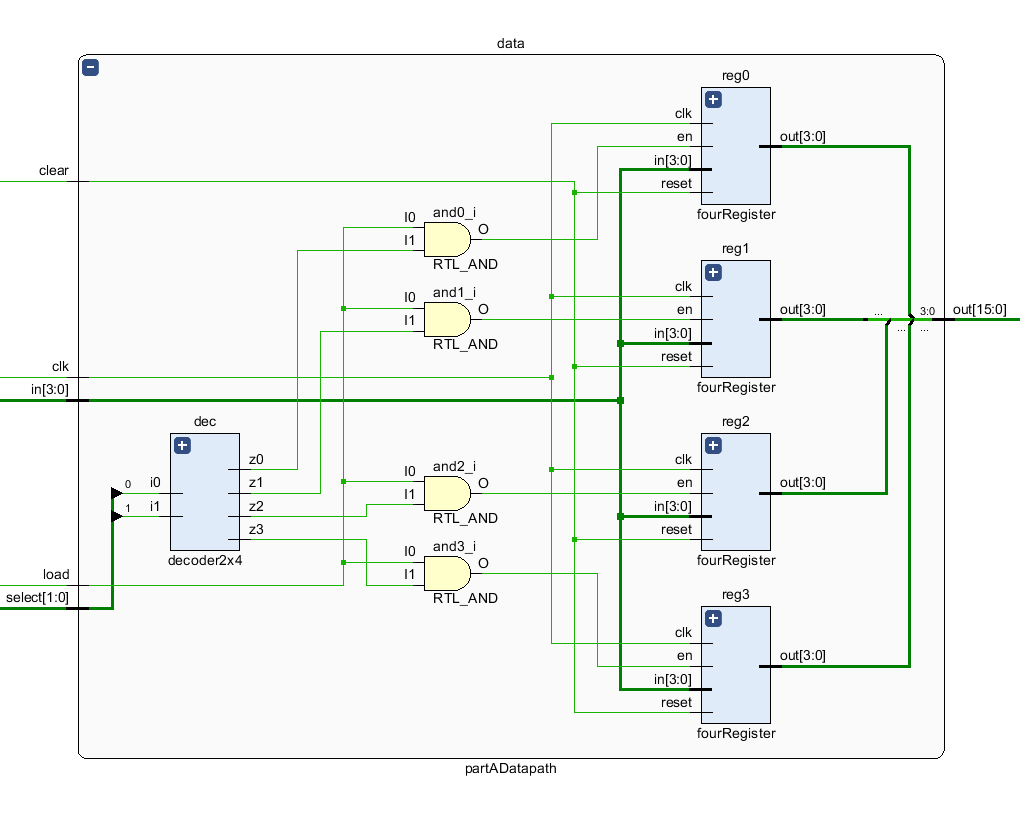 data
reg0
clk
en
in[3:0]
reset
out[3:0]
fourRegister
clear
and0_i
I0
I1
O
RTL_AND
reg1
clk
en
in[3:0]
reset
out[3:0]
fourRegister
...
...
...
3:0
out[15:0]
and1_i
I0
I1
O
RTL_AND
clk
in[3:0]
dec
i0
i1
0
1
z0
z1
z2
z3
decoder2x4
and2_i
I0
I1
O
RTL_AND
reg2
clk
en
in[3:0]
reset
out[3:0]
fourRegister
and3_i
I0
I1
O
RTL_AND
load
select[1:0]
reg3
clk
en
in[3:0]
reset
out[3:0]
fourRegister
partADatapath